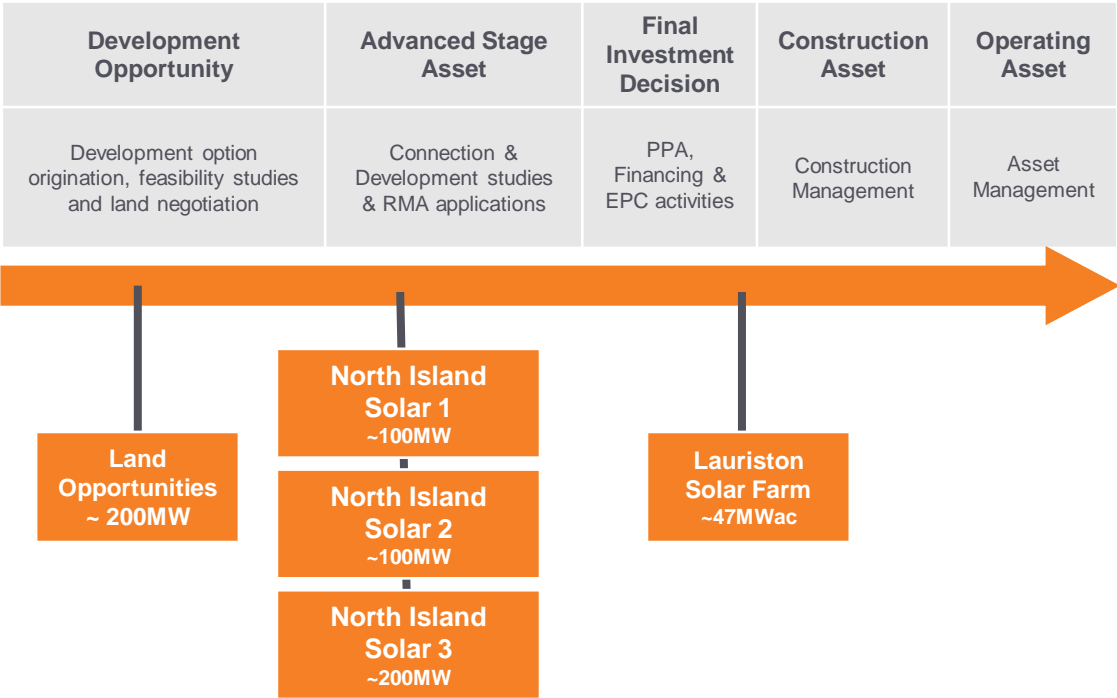 Development
Opportunity
Advanced Stage
Asset
Final
Investment
Decision
Construction
Asset
Operating
Asset
Development option
origination, feasibility studies
and land negotiation
Connection &
Development studies
& RMA applications
PPA,
Financing &
EPC activities
Construction
Management
Asset
Management
Land
Opportunities
~ 200MW
North Island
Solar 1
~100MW
North Island
Solar 2
~100MW
North Island
Solar 3
~200MW
Lauriston
Solar Farm
~47MWac